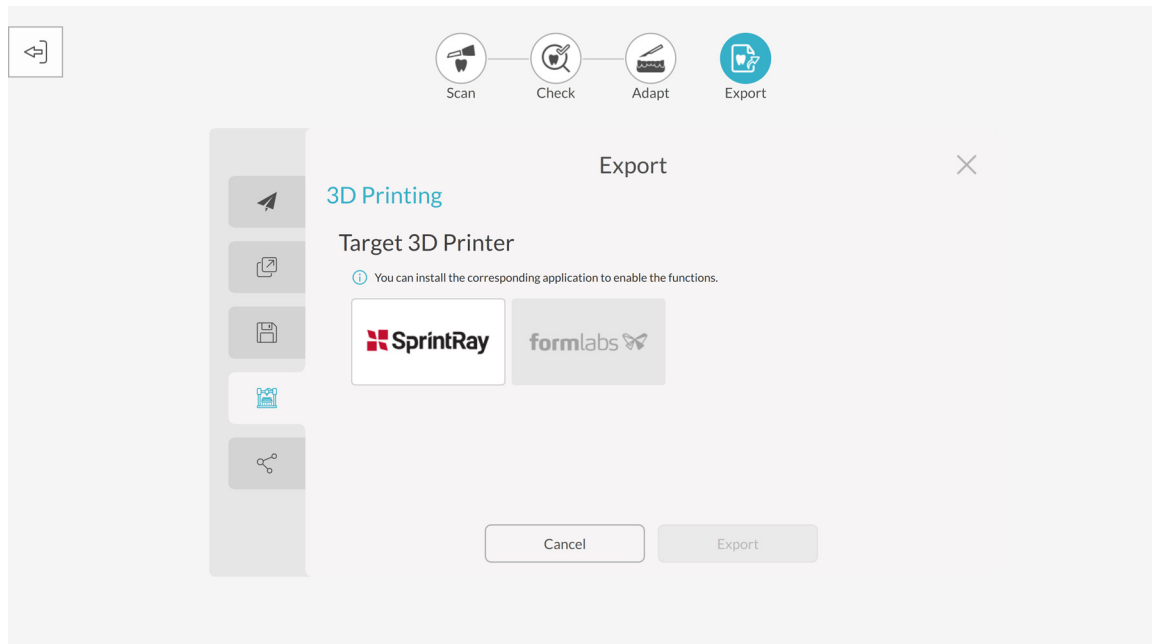 Scan
Check
Adapt
Export
Export
3D Printing
Target 3D Printer
You can install the corresponding application to enable the functions.
SprintRay
formlabs
Cancel
Export